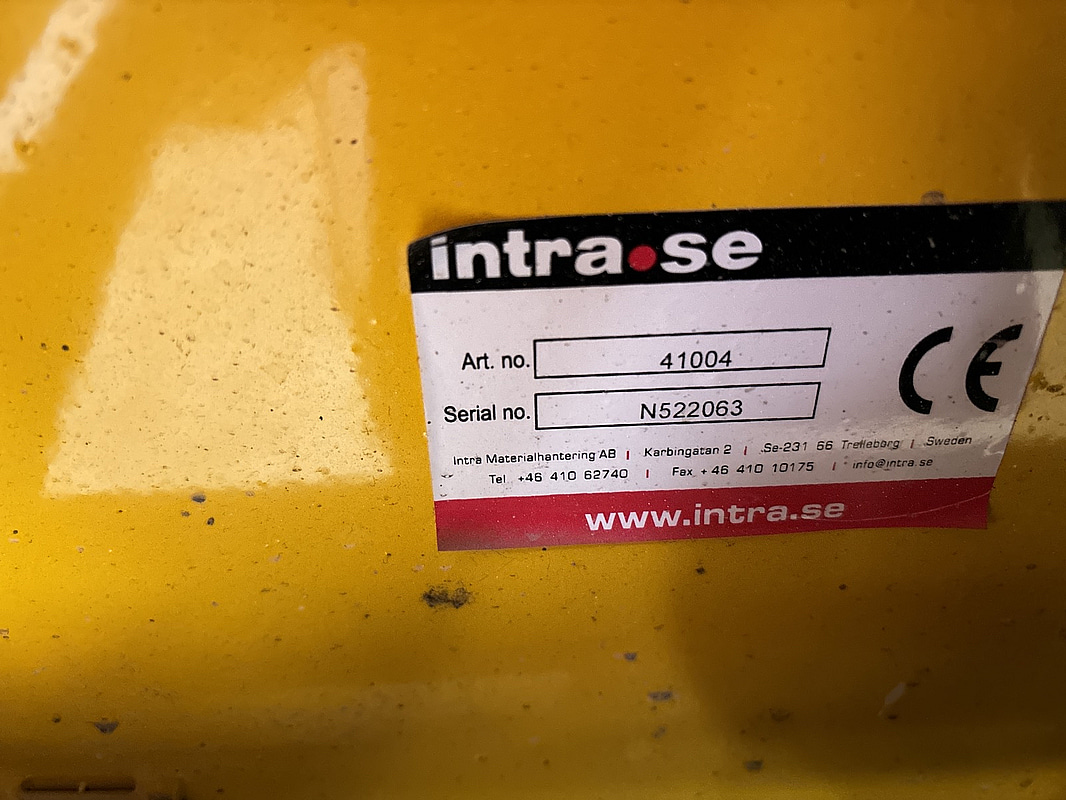 intra.se
Art. no. 41004
Serial no. N522063
CE
Intra Materialhantering AB | Karbingatan 2 | Se-231 66 Trelleborg | Sweden
Tel +46 410 62740 | Fax +46 410 10175 | info@intra.se
www.intra.se